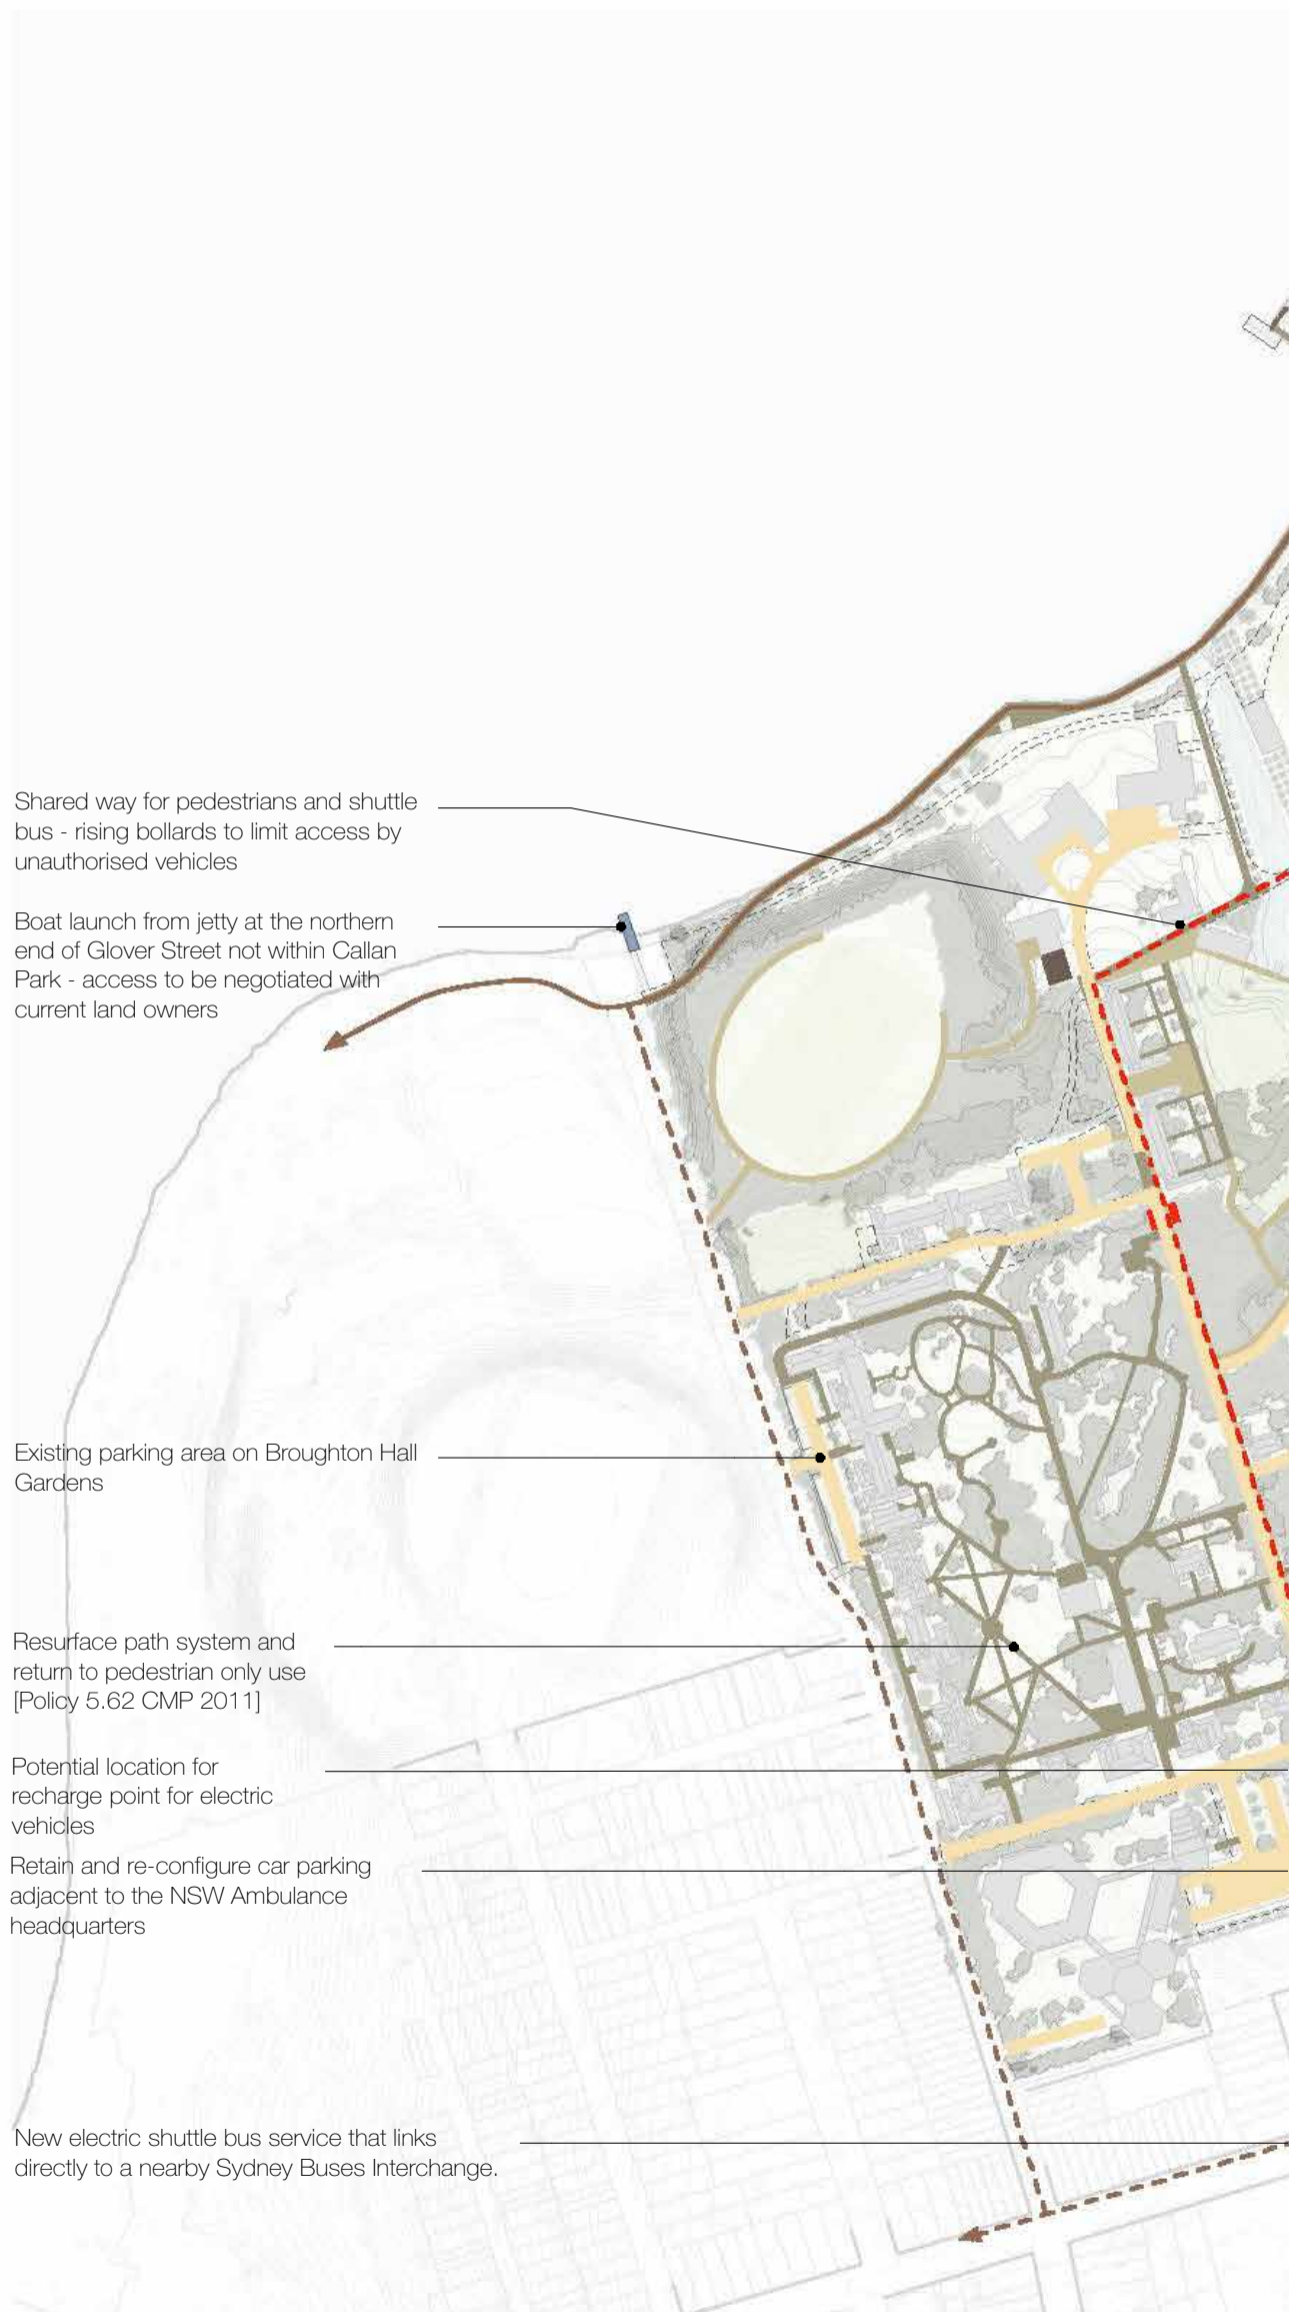 Shared way for pedestrians and shuttle
bus - rising bollards to limit access by
unauthorised vehicles
Boat launch from jetty at the northern
end of Glover Street not within Callan
Park - access to be negotiated with
current land owners
Existing parking area on Broughton Hall
Gardens
Resurface path system and
return to pedestrian only use
[Policy 5.62 CMP 2011]
Potential location for
recharge point for electric
vehicles
Retain and re-configure car parking
adjacent to the NSW Ambulance
headquarters
New electric shuttle bus service that links
directly to a nearby Sydney Buses Interchange.